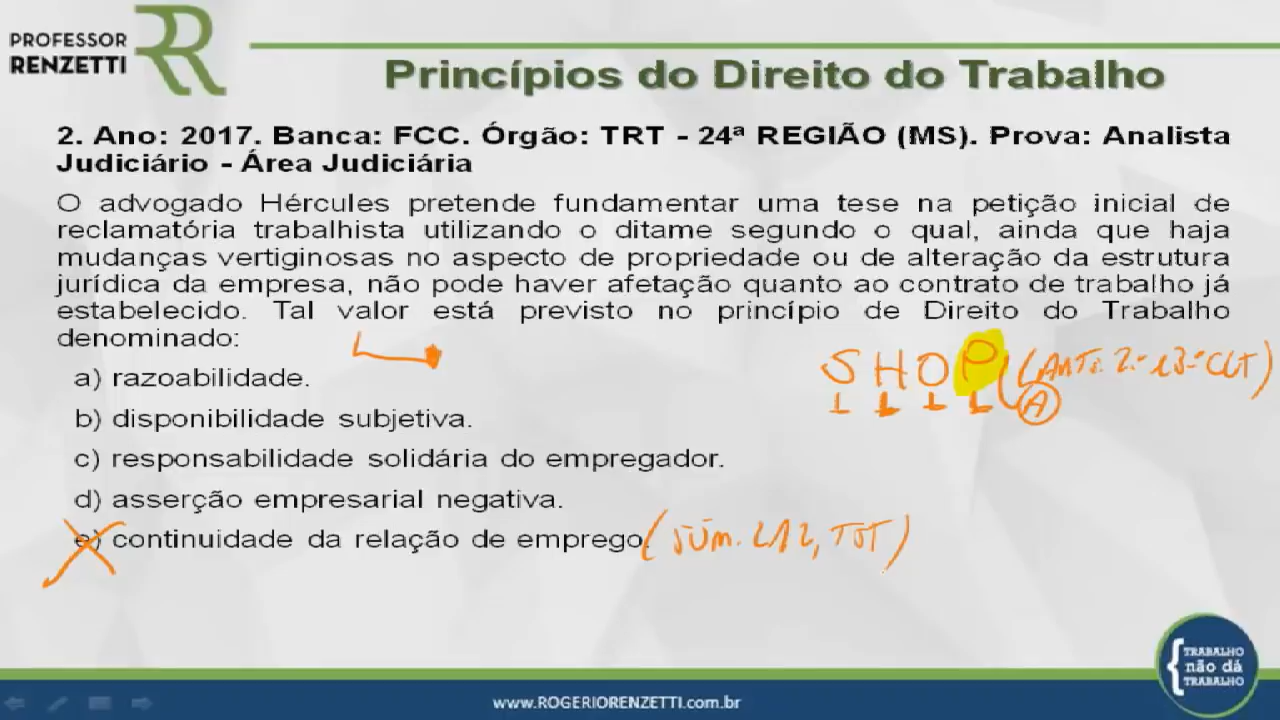 PROFESSOR
RENZETTI
Princípios do Direito do Trabalho
2. Ano: 2017. Banca: FCC. Órgão: TRT - 24ª REGIÃO (MS). Prova: Analista
Judiciário - Área Judiciária
O advogado Hércules pretende fundamentar uma tese na petição inicial de
reclamatória trabalhista utilizando o ditame segundo o qual, ainda que haja
mudanças vertiginosas no aspecto de propriedade ou de alteração da estrutura
jurídica da empresa, não pode haver afetação quanto ao contrato de trabalho já
estabelecido. Tal valor está previsto no princípio de Direito do Trabalho
denominado:
S H O P (ARTS. 2º e 3º CLT)
A
a) razoabilidade.
b) disponibilidade subjetiva.
c) responsabilidade solidária do empregador.
d) asserção empresarial negativa.
e) continuidade da relação de emprego. (SÚM. 212, TST)
TRABALHO
não dá
TRABALHO
www.ROGERIORENZETTI.com.br